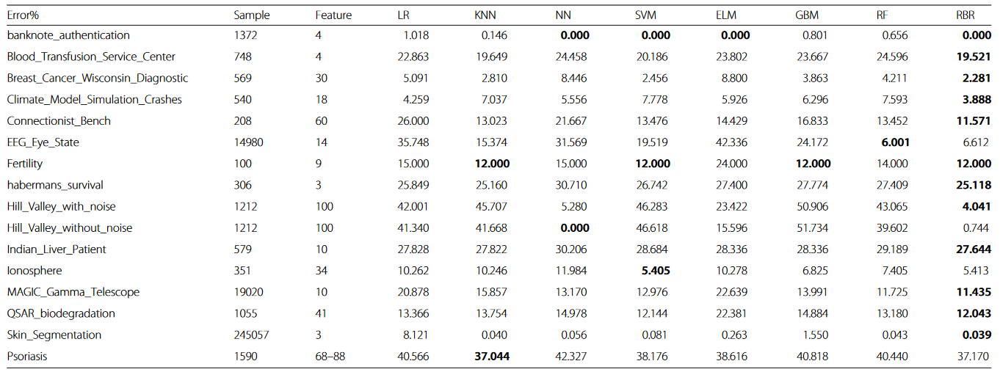 Error% Sample Feature LR KNN NN SVM ELM GBM RF RBR
banknote_authentication 1372 4 1.018 0.146 0.000 0.000 0.000 0.801 0.656 0.000
Blood_Transfusion_Service_Center 748 4 22.863 19.649 24.458 20.186 23.802 23.667 24.596 19.521
Breast_Cancer_Wisconsin_Diagnostic 569 30 5.091 2.810 8.446 2.456 8.800 3.863 4.211 2.281
Climate_Model_Simulation_Crashes 540 18 4.259 7.037 5.556 7.778 5.926 6.296 7.593 3.888
Connectionist_Bench 208 60 26.000 13.023 21.667 13.476 14.429 16.833 13.452 11.571
EEG_Eye_State 14980 14 35.748 15.374 31.569 19.519 42.336 24.172 6.001 6.612
Fertility 100 9 15.000 12.000 15.000 12.000 24.000 12.000 14.000 12.000
habermans_survival 306 3 25.849 25.160 30.710 26.742 27.400 27.774 27.409 25.118
Hill_Valley_with_noise 1212 100 42.001 45.707 5.280 46.283 23.422 50.906 43.065 4.041
Hill_Valley_without_noise 1212 100 41.340 41.668 0.000 46.618 15.596 51.734 39.602 0.744
Indian_Liver_Patient 579 10 27.828 27.822 30.206 28.684 28.336 28.336 29.189 27.644
Ionosphere 351 34 10.262 10.246 11.984 5.405 10.278 6.825 7.405 5.413
MAGIC_Gamma_Telescope 19020 10 20.878 15.857 13.170 12.976 22.639 13.991 11.725 11.435
QSAR_biodegradation 1055 41 13.366 13.754 14.978 12.144 22.381 14.884 13.180 12.043
Skin_Segmentation 245057 3 8.121 0.040 0.056 0.081 0.263 1.550 0.043 0.039
Psoriasis 1590 68–88 40.566 37.044 42.327 38.176 38.616 40.818 40.440 37.170